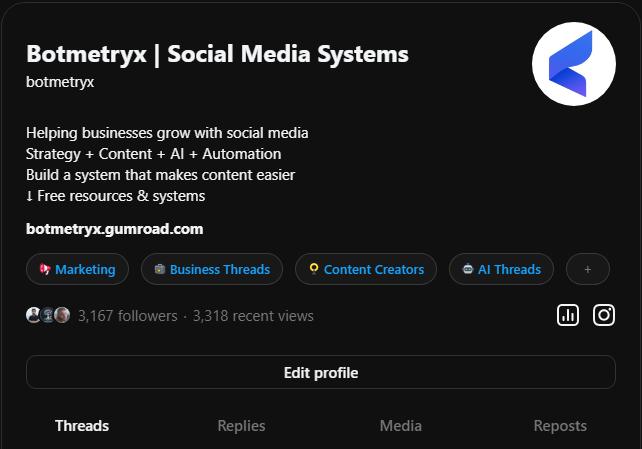 Botmetryx | Social Media Systems
botmetryx
Helping businesses grow with social media
Strategy + Content + AI + Automation
Build a system that makes content easier
↓ Free resources & systems
botmetryx.gumroad.com
Marketing
Business Threads
Content Creators
AI Threads
+
3,167 followers · 3,318 recent views
Edit profile
Threads
Replies
Media
Reposts